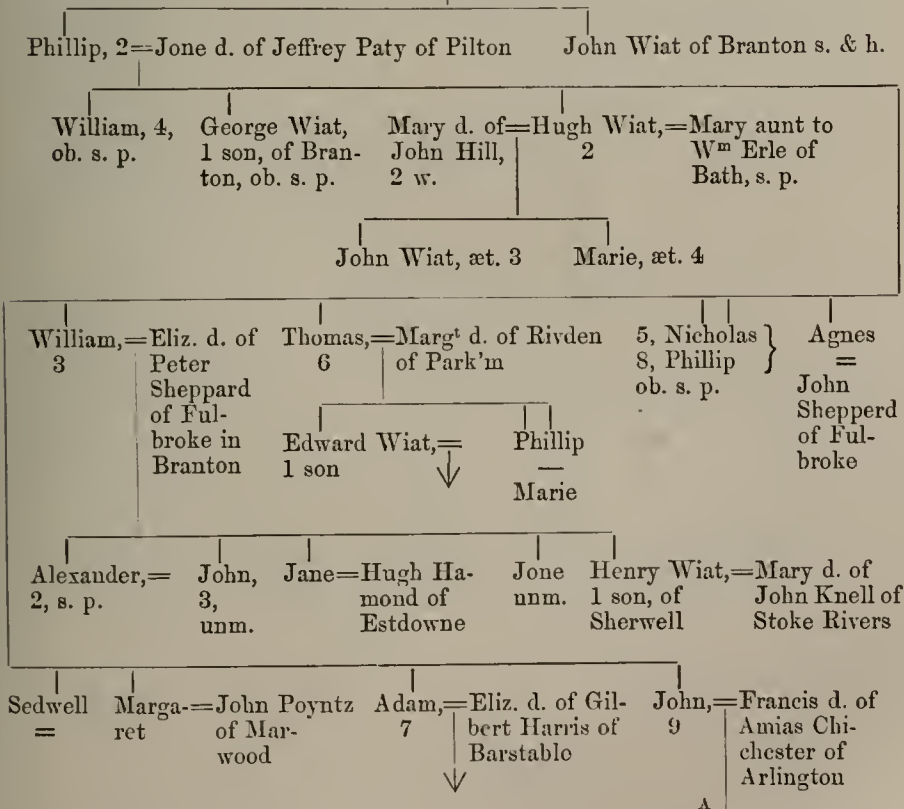 Phillip, 2=Jone d. of Jeffrey Paty of Pilton
John Wiat of Branton s. & h.
William, 4,
ob. s. p.
George Wiat,
1 son, of Bran-
ton, ob. s. p.
Mary d. of=Hugh Wiat,=Mary aunt to
John Hill,
2 w.
2
Wm Erle of
Bath, s. p.
John Wiat, æt. 3
Marie, æt. 4
William,=Eliz. d. of
3
Peter
Sheppard
of Ful-
broke in
Branton
Thomas,=Margt d. of Rivden
6
of Park'm
5, Nicholas }
8, Phillip
ob. s. p.
Agnes
=
John
Shepperd
of Ful-
broke
Edward Wiat,=
1 son
Phillip
—
Marie
Alexander,=
2, s. p.
John,
3,
unm.
Jane=Hugh Ha-
mond of
Estdowne
Jone
unm.
Henry Wiat,=Mary d. of
1 son, of
Sherwell
John Knell of
Stoke Rivers
Sedwell
=
Marga-=John Poyntz
ret
of Mar-
wood
Adam,=Eliz. d. of Gil-
7
bert Harris of
Barstable
John,=Francis d. of
9
Amias Chi-
chester of
Arlington
A